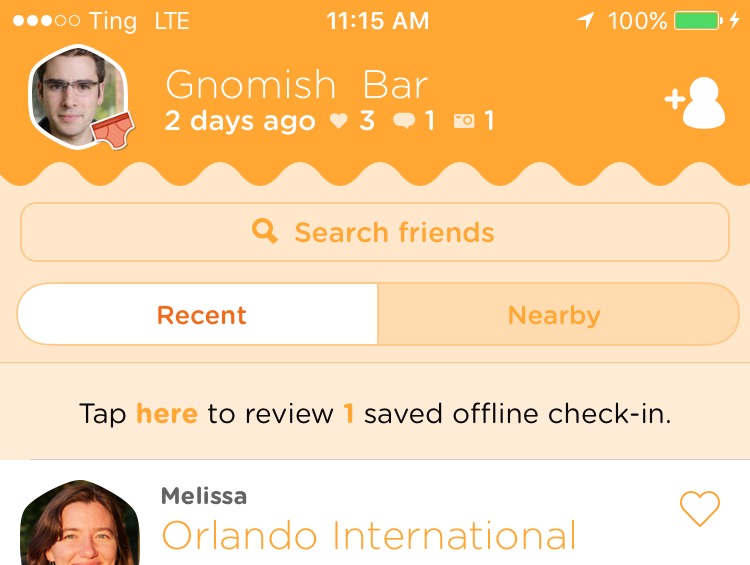 Ting LTE 11:15 AM 100%
Gnomish Bar
2 days ago 3 1 1
Search friends
Recent Nearby
Tap here to review 1 saved offline check-in.
Melissa
Orlando International